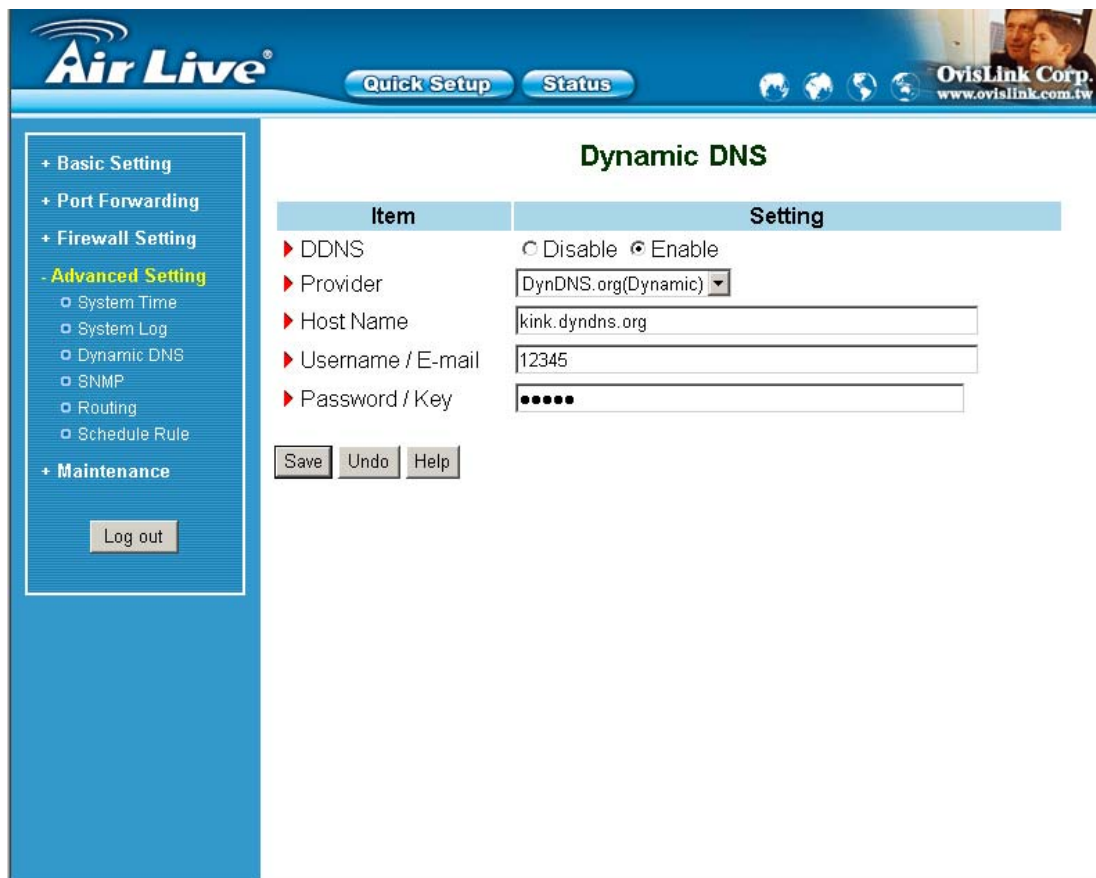 Air Live®
Quick Setup Status
OvisLink Corp.
www.ovislink.com.tw
+ Basic Setting
+ Port Forwarding
+ Firewall Setting
- Advanced Setting
System Time
System Log
Dynamic DNS
SNMP
Routing
Schedule Rule
+ Maintenance
Log out
Dynamic DNS
Item Setting
DDNS Disable Enable
Provider DynDNS.org(Dynamic)
Host Name kink.dyndns.org
Username / E-mail 12345
Password / Key •••••
Save Undo Help